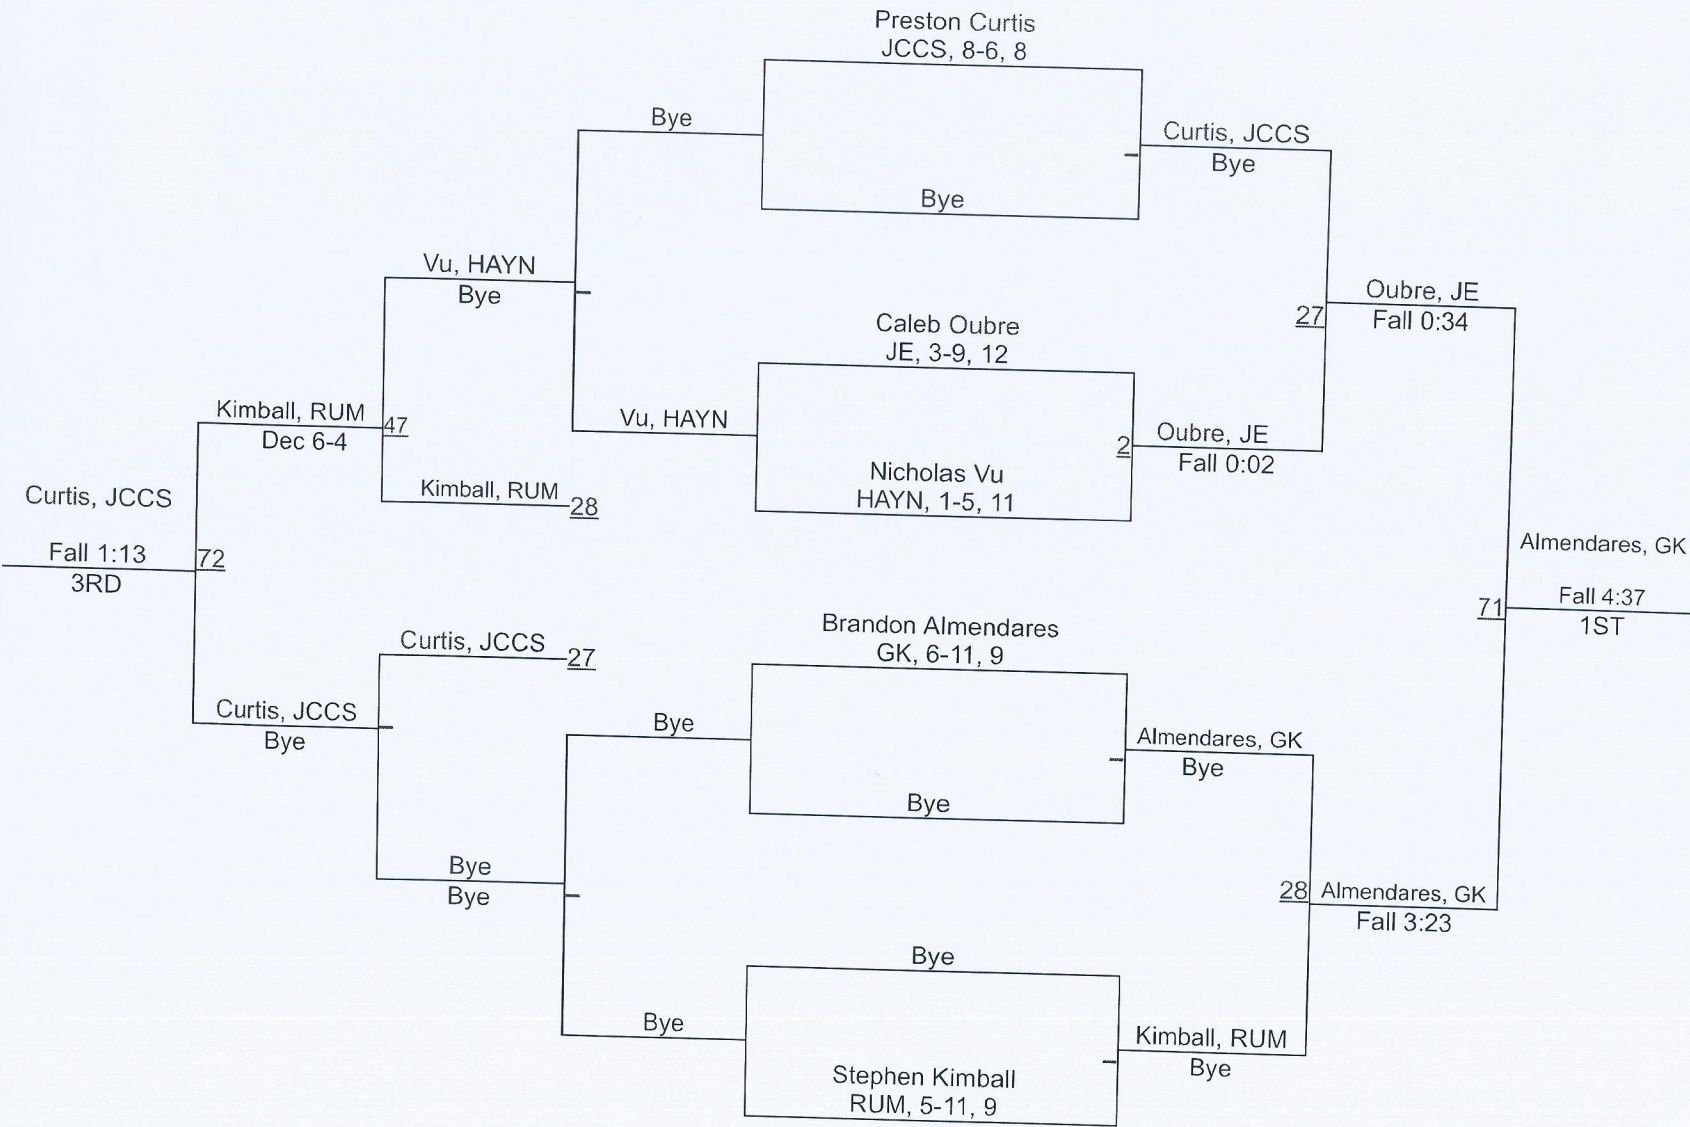 Preston Curtis
JCCS, 8-6, 8
Bye
Curtis, JCCS
Bye
Bye
Vu, HAYN
Bye
Oubre, JE
Fall 0:34
27
Caleb Oubre
JE, 3-9, 12
Kimball, RUM
Dec 6-4
47
Vu, HAYN
2
Oubre, JE
Fall 0:02
Nicholas Vu
HAYN, 1-5, 11
Kimball, RUM
28
Curtis, JCCS
Fall 1:13
3RD
72
Almendares, GK
Fall 4:37
1ST
71
Brandon Almendares
GK, 6-11, 9
Curtis, JCCS
27
Curtis, JCCS
Bye
Bye
Almendares, GK
Bye
Bye
Bye
Bye
28
Almendares, GK
Fall 3:23
Bye
Bye
Kimball, RUM
Bye
Stephen Kimball
RUM, 5-11, 9